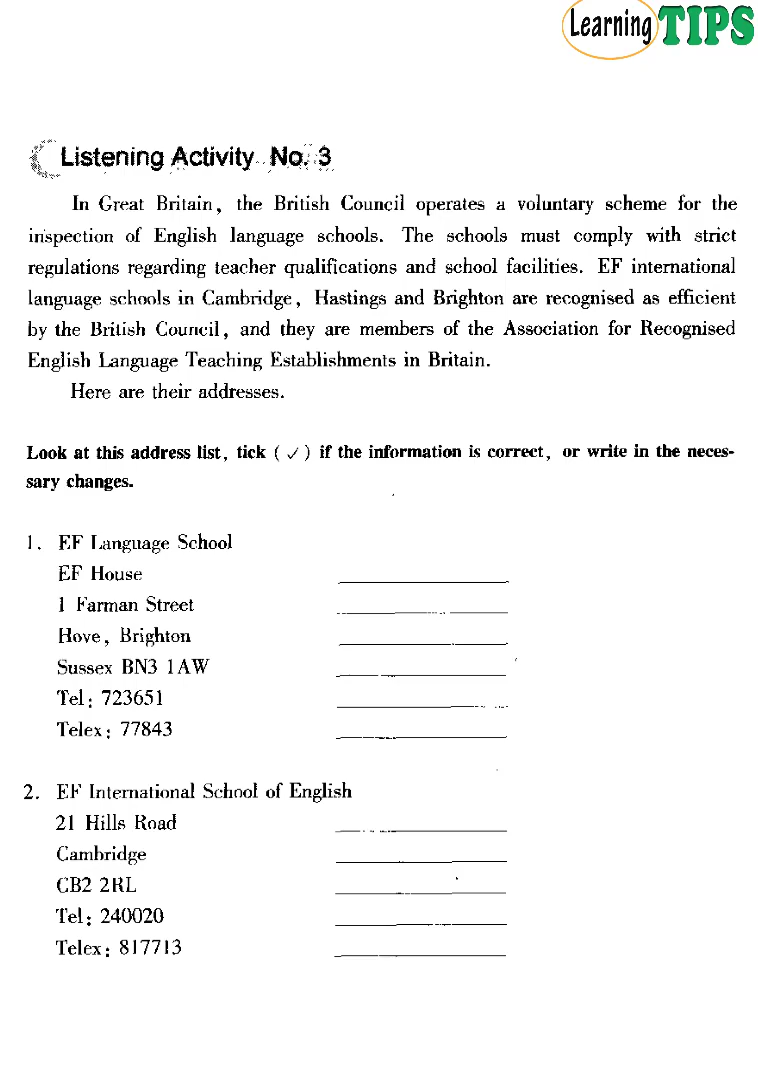 Learning TIPS
Listening Activity No. 3
In Great Britain, the British Council operates a voluntary scheme for the
inspection of English language schools. The schools must comply with strict
regulations regarding teacher qualifications and school facilities. EF international
language schools in Cambridge, Hastings and Brighton are recognised as efficient
by the British Council, and they are members of the Association for Recognised
English Language Teaching Establishments in Britain.
Here are their addresses.
Look at this address list, tick ( ✓ ) if the information is correct, or write in the neces-
sary changes.
1. EF Language School
EF House
1 Farman Street
Hove, Brighton
Sussex BN3 1AW
Tel: 723651
Telex: 77843
2. EF International School of English
21 Hills Road
Cambridge
CB2 2RL
Tel: 240020
Telex: 817713